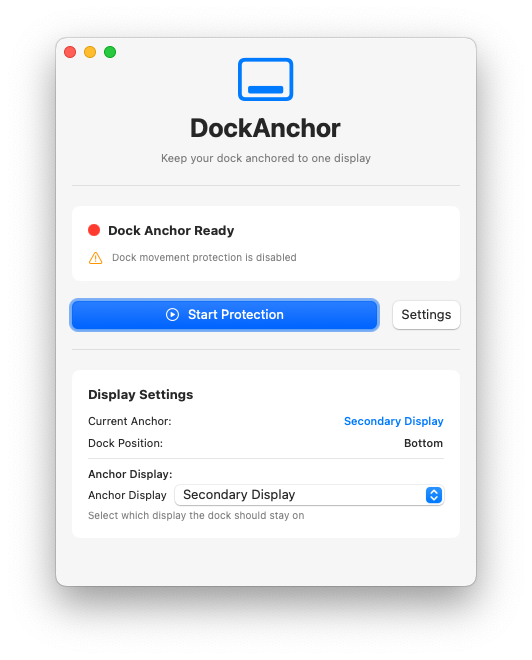 DockAnchor
Keep your dock anchored to one display
Dock Anchor Ready
Dock movement protection is disabled
Start Protection
Settings
Display Settings
Current Anchor: Secondary Display
Dock Position: Bottom
Anchor Display:
Anchor Display Secondary Display
Select which display the dock should stay on